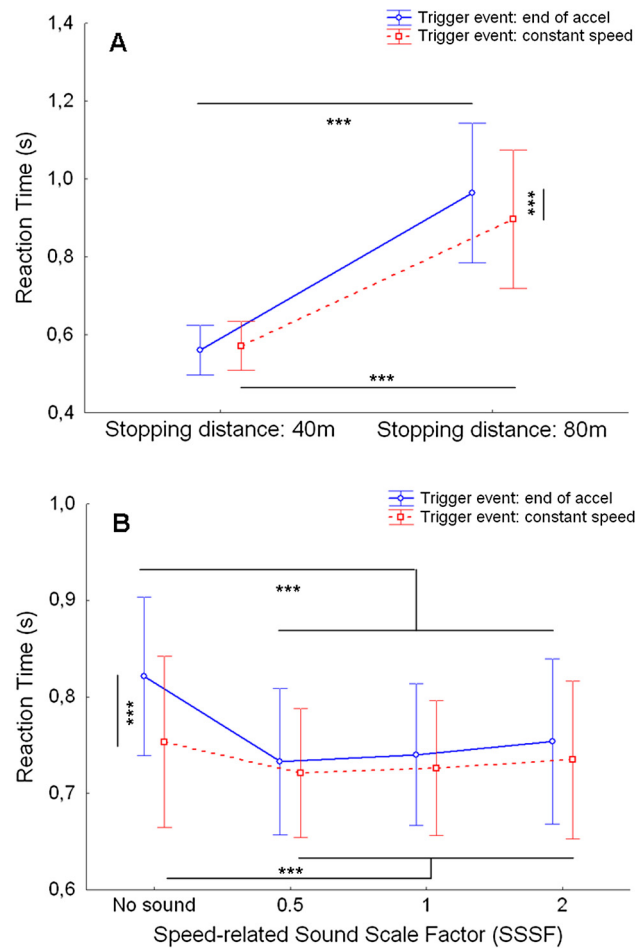 Trigger event: end of accel
Trigger event: constant speed
A
1,4
1,2
1,0
0,8
0,6
0,4
Reaction Time (s)
***
***
***
Stopping distance: 40m
Stopping distance: 80m
Trigger event: end of accel
Trigger event: constant speed
B
1,0
0,9
0,8
0,7
0,6
Reaction Time (s)
***
***
***
No sound
0.5
1
2
Speed-related Sound Scale Factor (SSSF)